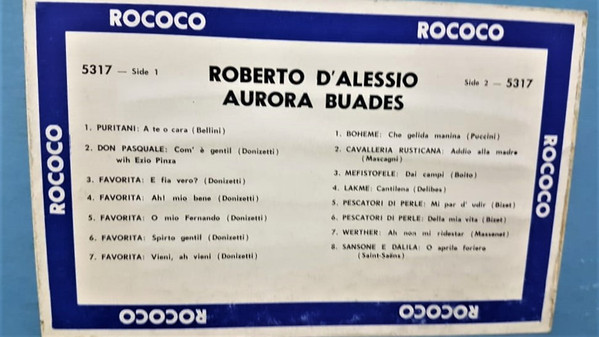 ROCOCO
ROCOCO
5317 — Side 1
ROBERTO D'ALESSIO
AURORA BUADES
Side 2 — 5317
1. PURITANI: A te o cara (Bellini)
2. DON PASQUALE: Com' è gentil (Donizetti)
wih Ezio Pinza
3. FAVORITA: E fia vero? (Donizetti)
4. FAVORITA: Ah! mio bene (Donizetti)
5. FAVORITA: O mio Fernando (Donizetti)
6. FAVORITA: Spirto gentil (Donizetti)
7. FAVORITA: Vieni, ah vieni (Donizetti)
1. BOHEME: Che gelida manina (Puccini)
2. CAVALLERIA RUSTICANA: Addio alla madre
(Mascagni)
3. MEFISTOFELE: Dai campi (Boito)
4. LAKME: Cantilena (Delibes)
5. PESCATORI DI PERLE: Mi par d' udir (Bizet)
6. PESCATORI DI PERLE: Della mia vita (Bizet)
7. WERTHER: Ah non mi ridestar (Massenet)
8. SANSONE E DALILA: O aprile foriero
(Saint-Saëns)
ROCOCO
ROCOCO
ROCOCO
ROCOCO